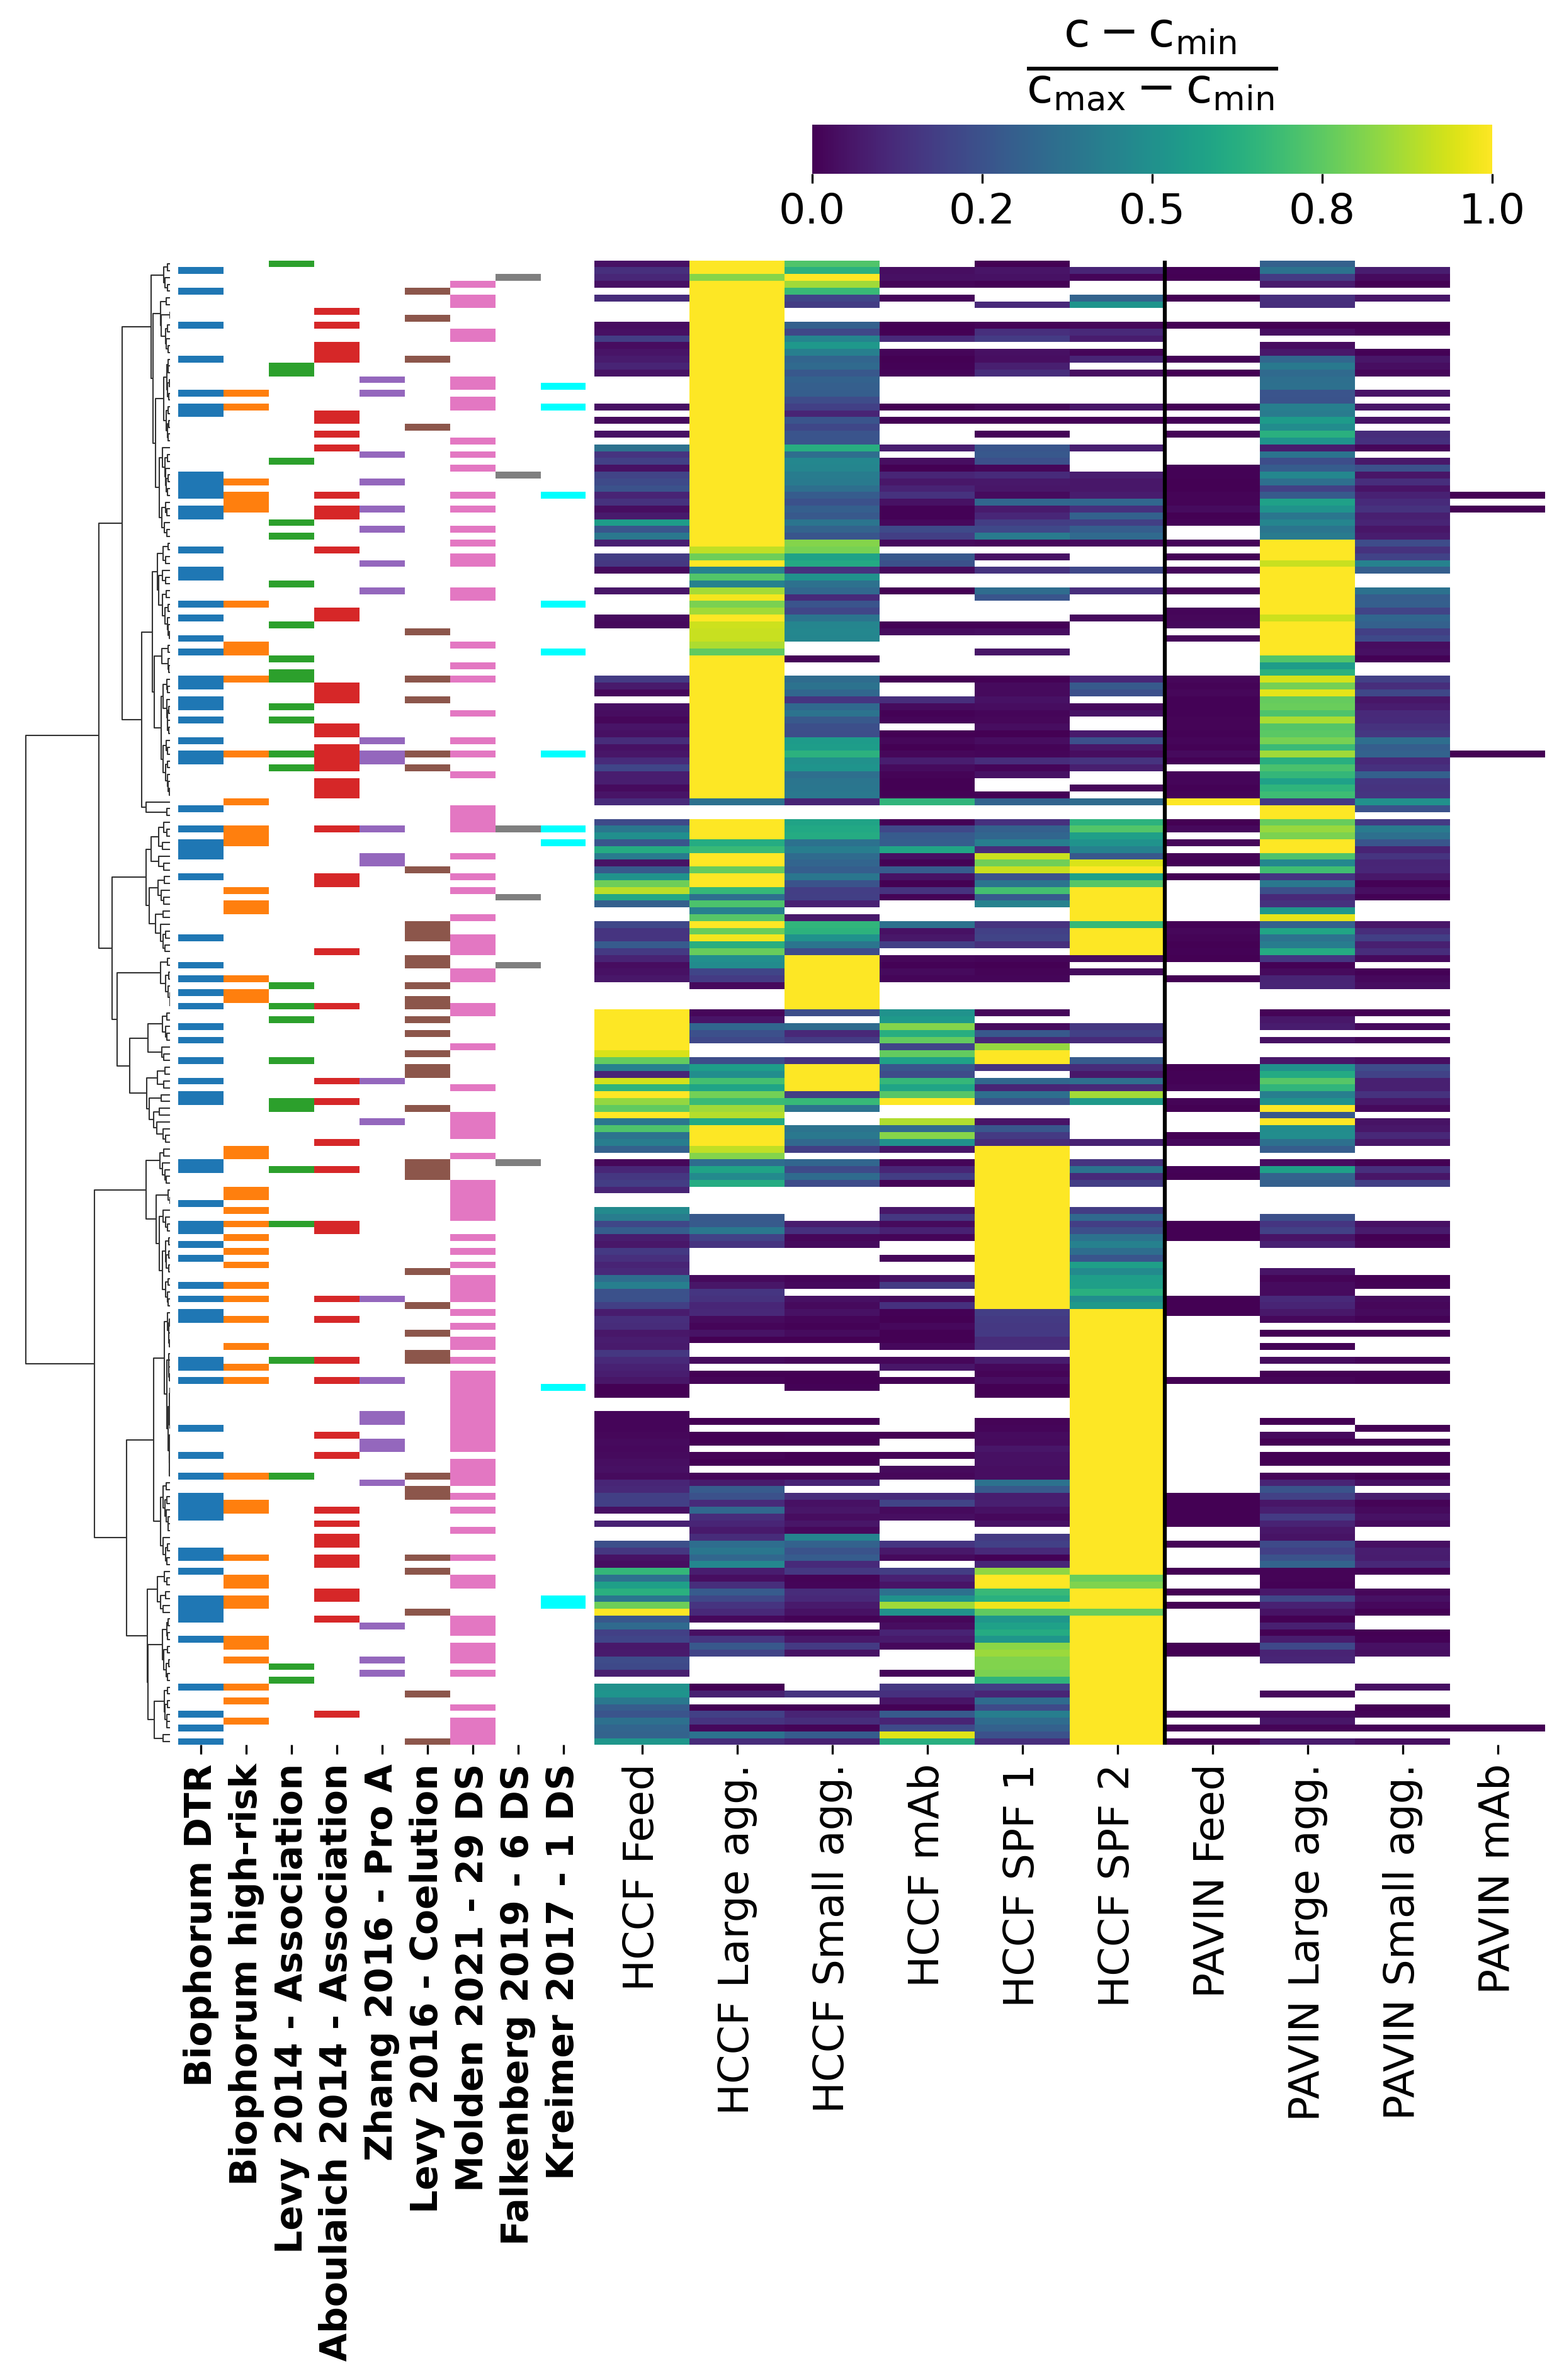 c − cmin
cmax − cmin
0.0 0.2 0.5 0.8 1.0
Biophorum DTR
Biophorum high-risk
Levy 2014 - Association
Aboulaich 2014 - Association
Zhang 2016 - Pro A
Levy 2016 - Coelution
Molden 2021 - 29 DS
Falkenberg 2019 - 6 DS
Kreimer 2017 - 1 DS
HCCF Feed
HCCF Large agg.
HCCF Small agg.
HCCF mAb
HCCF SPF 1
HCCF SPF 2
PAVIN Feed
PAVIN Large agg.
PAVIN Small agg.
PAVIN mAb